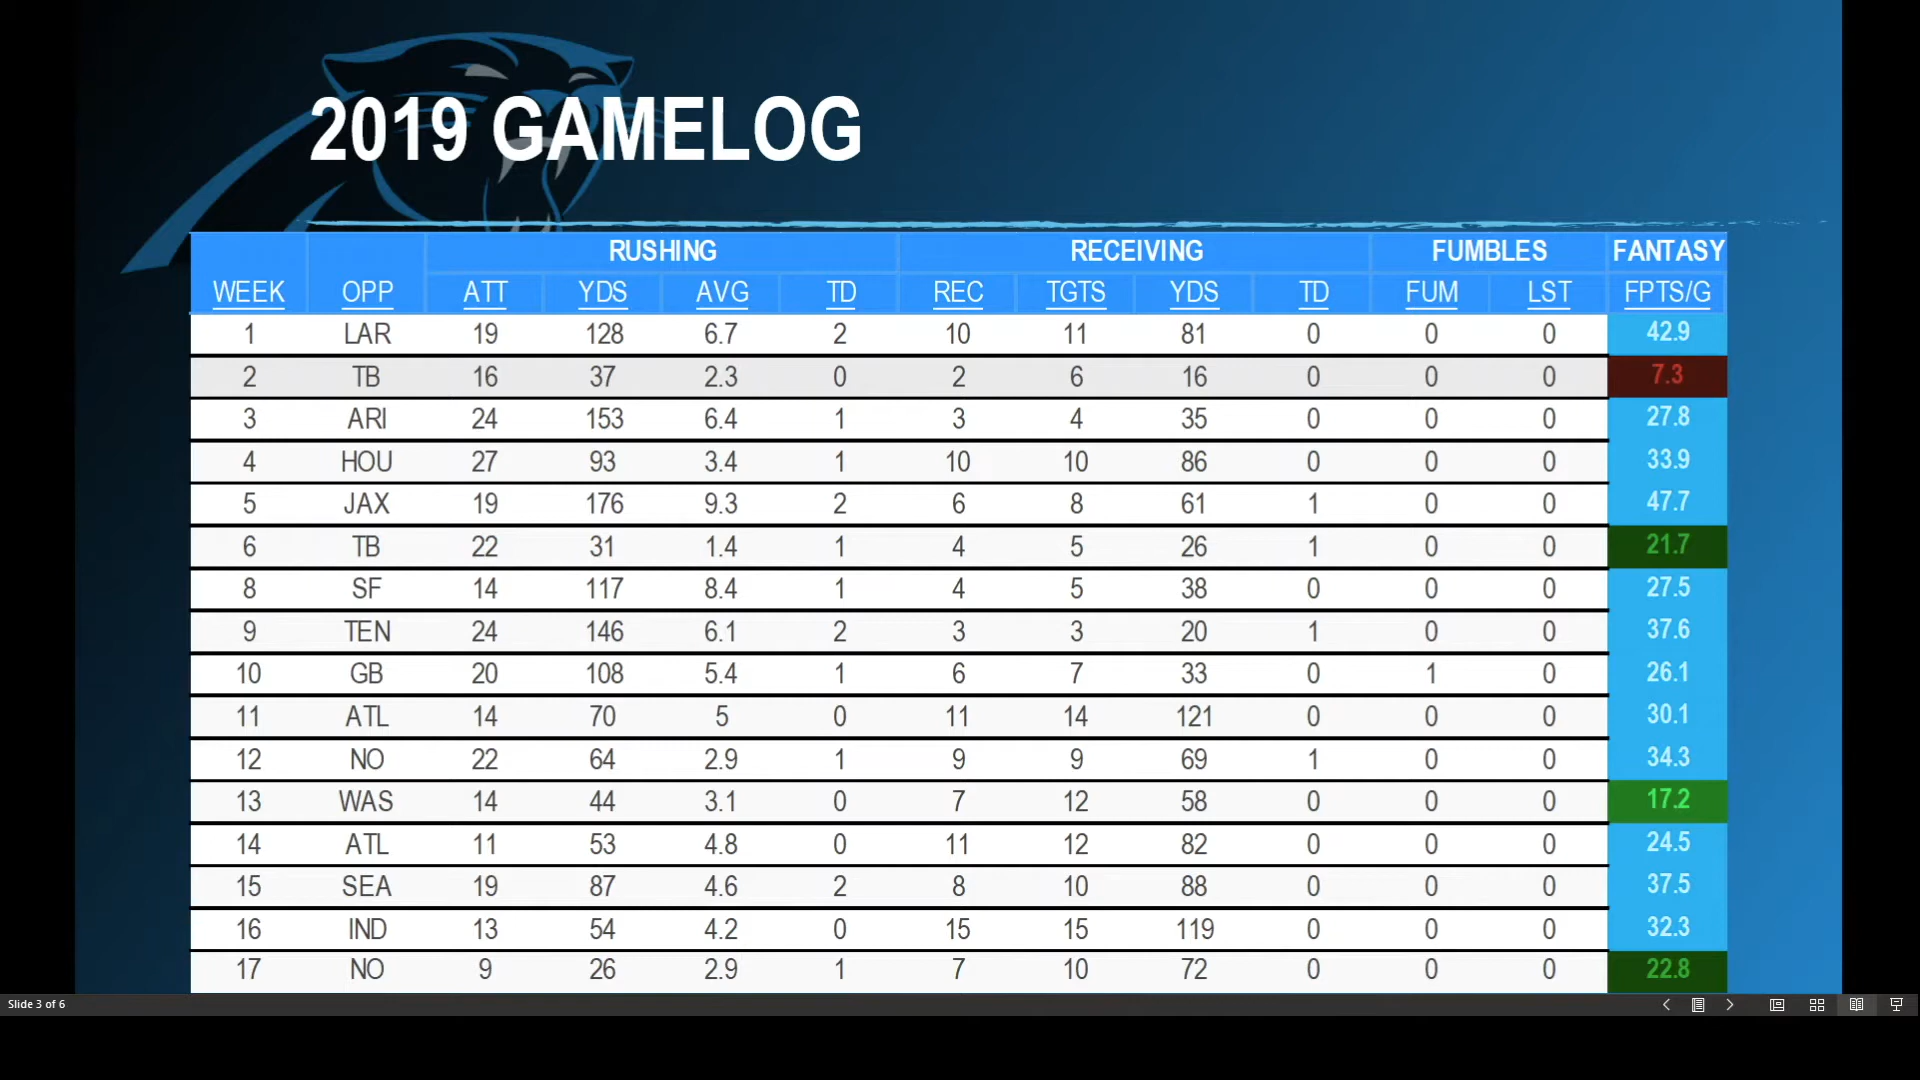 2019 GAMELOG
RUSHING RECEIVING FUMBLES FANTASY
WEEK OPP ATT YDS AVG TD REC TGTS YDS TD FUM LST FPTS/G
1 LAR 19 128 6.7 2 10 11 81 0 0 0 42.9
2 TB 16 37 2.3 0 2 6 16 0 0 0 7.3
3 ARI 24 153 6.4 1 3 4 35 0 0 0 27.8
4 HOU 27 93 3.4 1 10 10 86 0 0 0 33.9
5 JAX 19 176 9.3 2 6 8 61 1 0 0 47.7
6 TB 22 31 1.4 1 4 5 26 1 0 0 21.7
8 SF 14 117 8.4 1 4 5 38 0 0 0 27.5
9 TEN 24 146 6.1 2 3 3 20 1 0 0 37.6
10 GB 20 108 5.4 1 6 7 33 0 1 0 26.1
11 ATL 14 70 5 0 11 14 121 0 0 0 30.1
12 NO 22 64 2.9 1 9 9 69 1 0 0 34.3
13 WAS 14 44 3.1 0 7 12 58 0 0 0 17.2
14 ATL 11 53 4.8 0 11 12 82 0 0 0 24.5
15 SEA 19 87 4.6 2 8 10 88 0 0 0 37.5
16 IND 13 54 4.2 0 15 15 119 0 0 0 32.3
17 NO 9 26 2.9 1 7 10 72 0 0 0 22.8
Slide 3 of 6